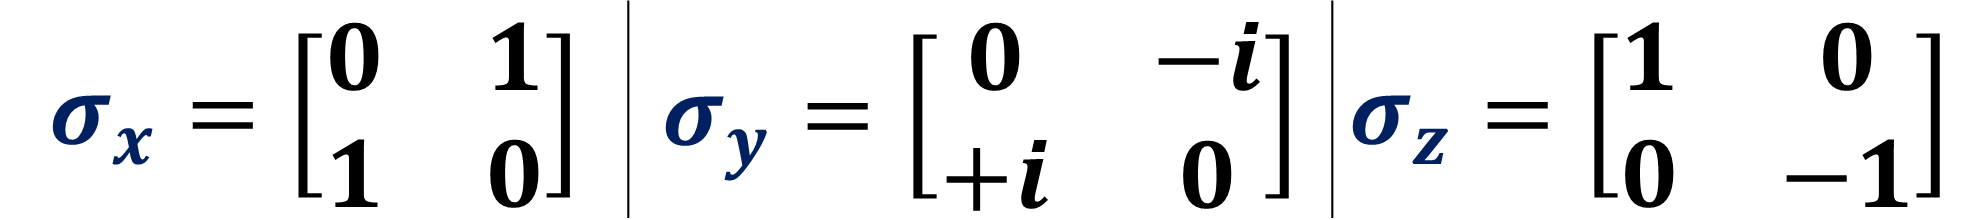 σx = [0 1 1 0] | σy = [0 −i +i 0] | σz = [1 0 0 −1]